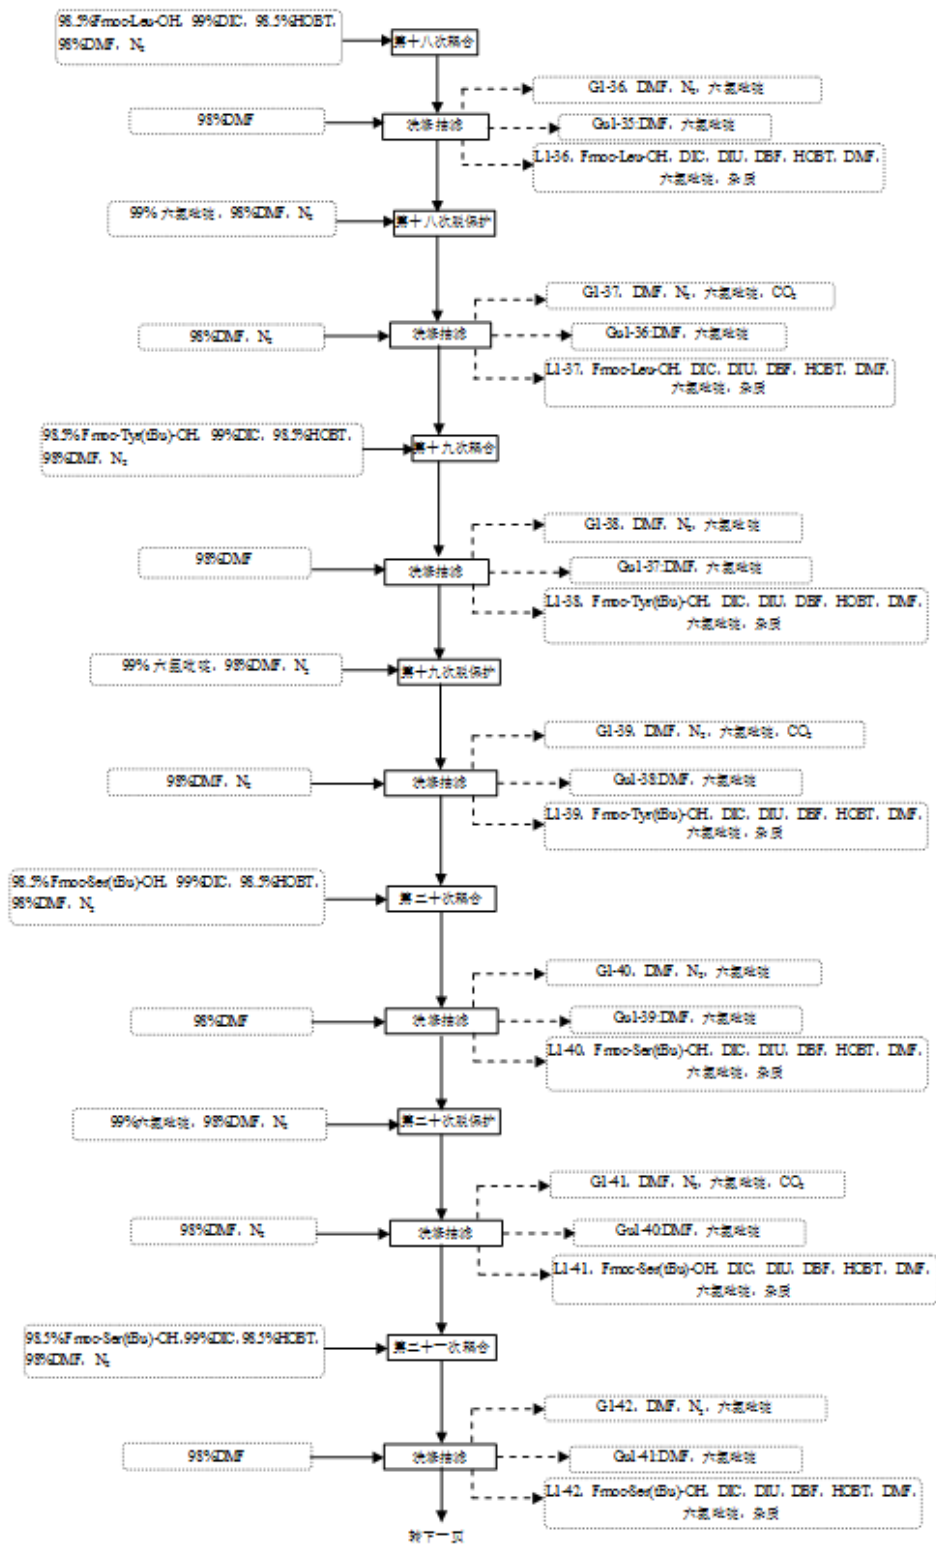 98.5%Fmoc-Leu-OH, 99%DIC, 98.5%HOBT,
98%DMF, N₂
第十八次耦合
G1-36, DMF, N₂, 六氢吡啶
98%DMF
洗涤抽滤
Gu1-35:DMF, 六氢吡啶
L1-36, Fmoc-Leu-OH, DIC, DIU, DBF, HOBT, DMF,
六氢吡啶, 杂质
99%六氢吡啶, 98%DMF, N₂
第十八次脱保护
G1-37, DMF, N₂, 六氢吡啶, CO₂
98%DMF, N₂
洗涤抽滤
Gu1-36:DMF, 六氢吡啶
L1-37, Fmoc-Leu-OH, DIC, DIU, DBF, HOBT, DMF,
六氢吡啶, 杂质
98.5%Fmoc-Tyr(tBu)-OH, 99%DIC, 98.5%HOBT,
98%DMF, N₂
第十九次耦合
G1-38, DMF, N₂, 六氢吡啶
98%DMF
洗涤抽滤
Gu1-37:DMF, 六氢吡啶
L1-38, Fmoc-Tyr(tBu)-OH, DIC, DIU, DBF, HOBT, DMF,
六氢吡啶, 杂质
99%六氢吡啶, 98%DMF, N₂
第十九次脱保护
G1-39, DMF, N₂, 六氢吡啶, CO₂
98%DMF, N₂
洗涤抽滤
Gu1-38:DMF, 六氢吡啶
L1-39, Fmoc-Tyr(tBu)-OH, DIC, DIU, DBF, HOBT, DMF,
六氢吡啶, 杂质
98.5%Fmoc-Ser(tBu)-OH, 99%DIC, 98.5%HOBT,
98%DMF, N₂
第二十次耦合
G1-40, DMF, N₂, 六氢吡啶
98%DMF
洗涤抽滤
Gu1-39:DMF, 六氢吡啶
L1-40, Fmoc-Ser(tBu)-OH, DIC, DIU, DBF, HOBT, DMF,
六氢吡啶, 杂质
99%六氢吡啶, 98%DMF, N₂
第二十次脱保护
G1-41, DMF, N₂, 六氢吡啶, CO₂
98%DMF, N₂
洗涤抽滤
Gu1-40:DMF, 六氢吡啶
L1-41, Fmoc-Ser(tBu)-OH, DIC, DIU, DBF, HOBT, DMF,
六氢吡啶, 杂质
98.5%Fmoc-Ser(tBu)-OH,99%DIC,98.5%HOBT,
98%DMF, N₂
第二十一次耦合
G1-42, DMF, N₂, 六氢吡啶
98%DMF
洗涤抽滤
Gu1-41:DMF, 六氢吡啶
L1-42, Fmoc-Ser(tBu)-OH, DIC, DIU, DBF, HOBT, DMF,
六氢吡啶, 杂质
转下一页